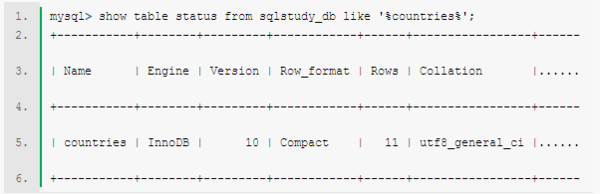 1. mysql> show table status from sqlstudy_db like '%countries%';
2. +-----------+--------+---------+------------+------+-----------------+------
3. | Name      | Engine | Version | Row_format | Rows | Collation       |......
4. +-----------+--------+---------+------------+------+-----------------+------
5. | countries | InnoDB |      10 | Compact    |   11 | utf8_general_ci |......
6. +-----------+--------+---------+------------+------+-----------------+------